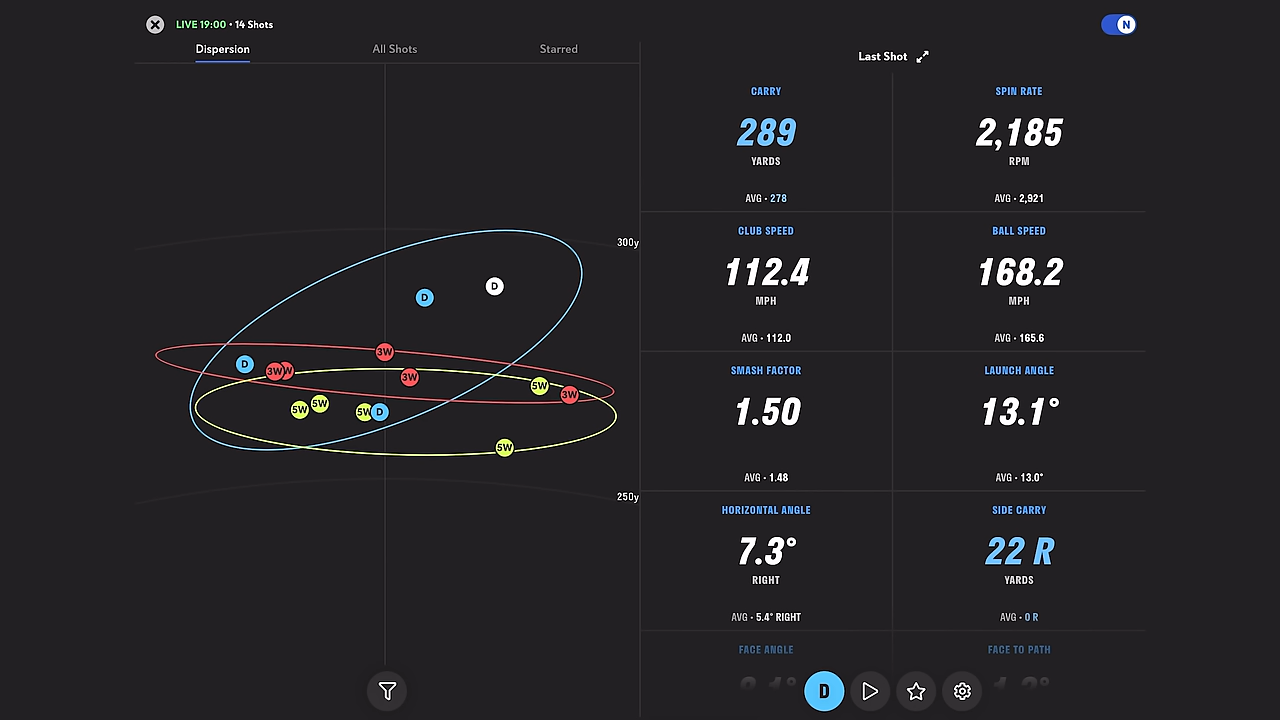 LIVE 19:00 • 14 Shots
N
Dispersion
All Shots
Starred
Last Shot
CARRY
289
YARDS
AVG • 278
SPIN RATE
2,185
RPM
AVG • 2,921
CLUB SPEED
112.4
MPH
AVG • 112.0
BALL SPEED
168.2
MPH
AVG • 165.6
SMASH FACTOR
1.50
AVG • 1.48
LAUNCH ANGLE
13.1°
AVG • 13.0°
HORIZONTAL ANGLE
7.3°
RIGHT
AVG • 5.4° RIGHT
SIDE CARRY
22 R
YARDS
AVG • 0 R
FACE ANGLE
FACE TO PATH
300y
D
D
3W
D
3W
W
3W
5W
3W
5W
5W
5W
D
5W
250y
D